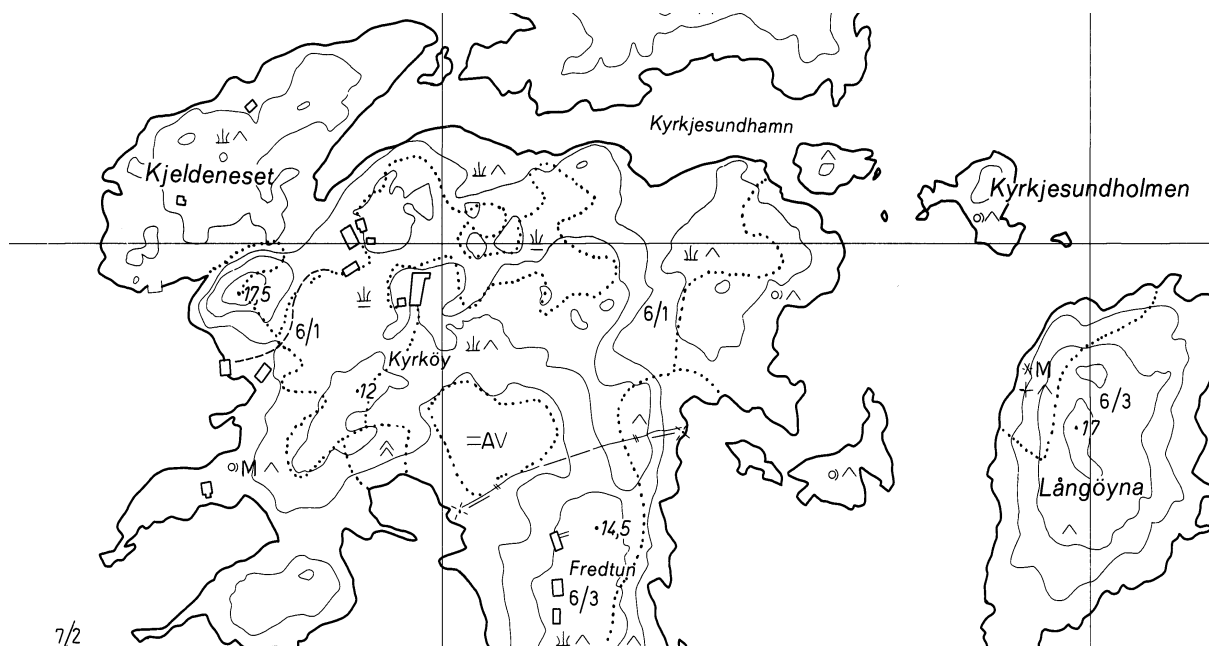 Kyrkjesundhamn
Kjeldeneset
Kyrkjesundholmen
17,5
6/1
6/1
Kyrköy
M
12
6/3
17
=AV
M
Långöyna
14,5
Fredtun
6/3
7/2